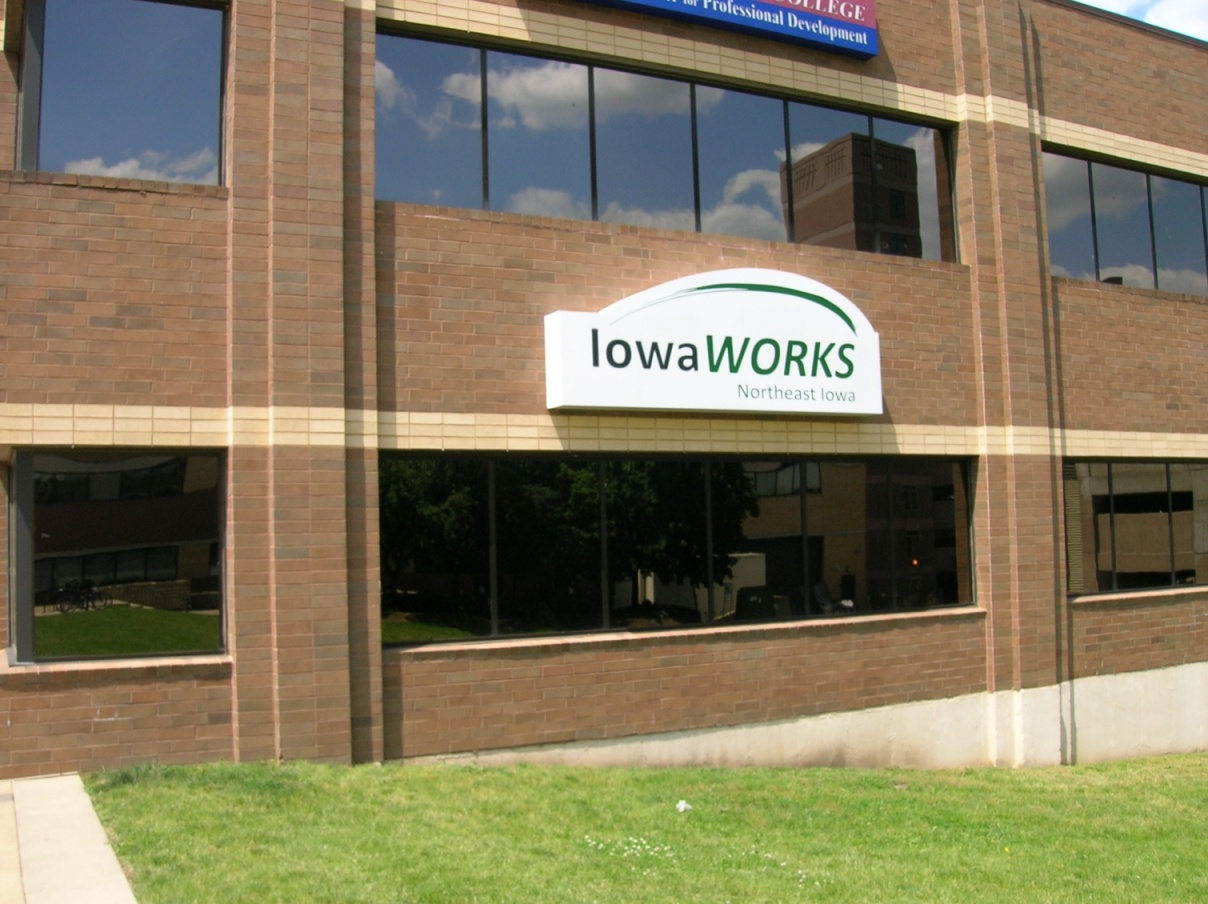 COLLEGE
for Professional Development
IowaWORKS
Northeast Iowa